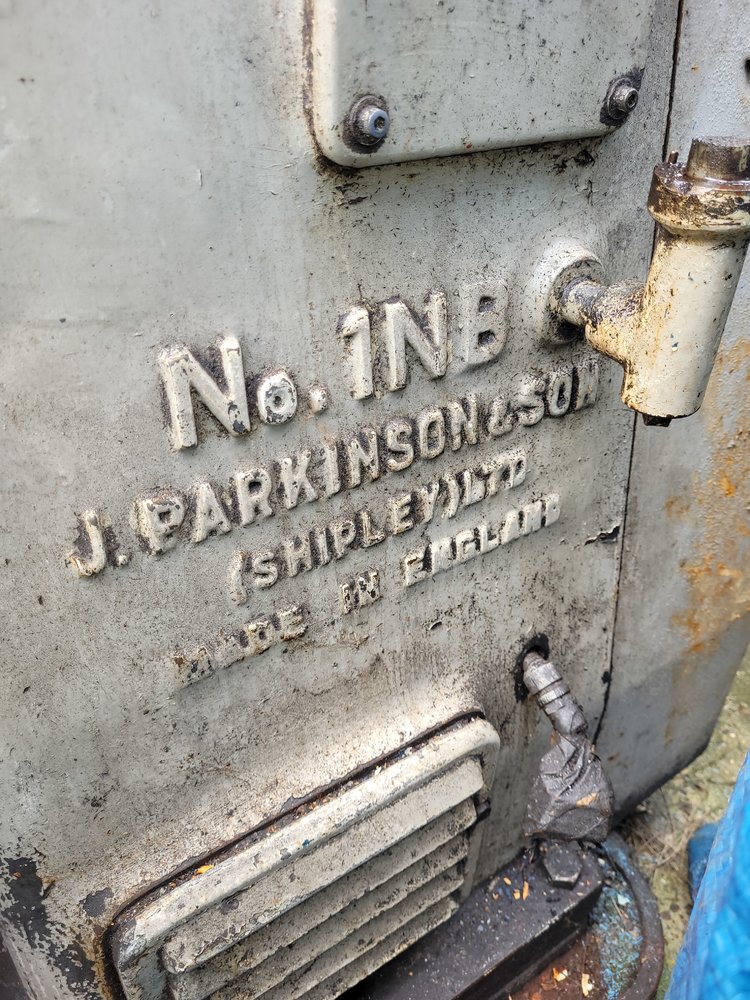 No. 1NB
J. PARKINSON & SON
(SHIPLEY) LTD
MADE IN ENGLAND